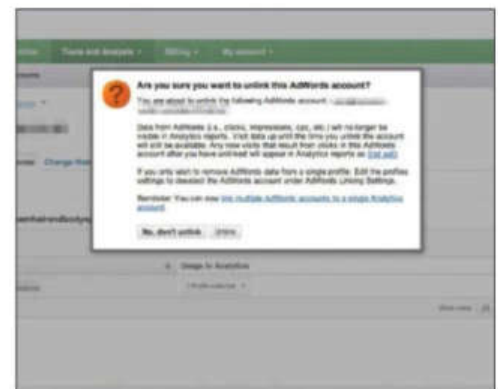 Tools and Analysis
Billing
My account
Are you sure you want to unlink this AdWords account?
You are about to unlink the following AdWords account:
Data from AdWords (i.e., clicks, impressions, cpc, etc.) will no longer be
visible in Analytics reports. Visit data up until the time you unlink the account
will still be available. Any new visits that result from clicks in this AdWords
account after you have unlinked will appear in Analytics reports as (not set).
If you only want to remove AdWords data from a single profile: Edit the profiles
settings to deselect the AdWords account under AdWords Linking Settings.
Reminder: You can now link multiple AdWords accounts to a single Analytics
account.
No, don't unlink
Unlink
Usage in Analytics